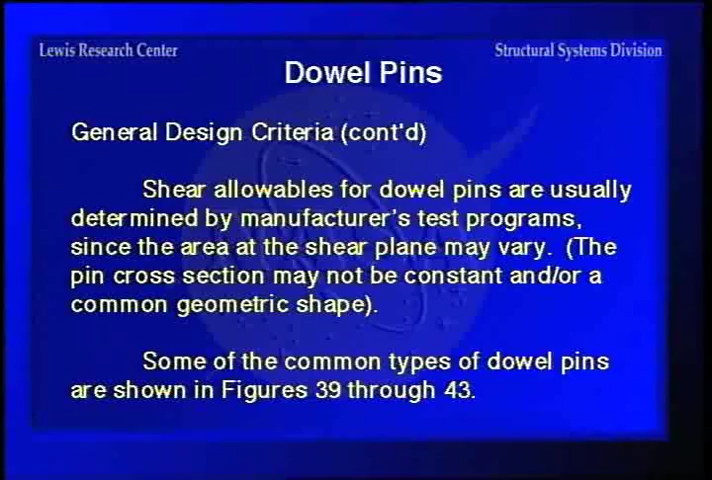 Lewis Research Center
Structural Systems Division
Dowel Pins
General Design Criteria (cont'd)
Shear allowables for dowel pins are usually
determined by manufacturer's test programs,
since the area at the shear plane may vary. (The
pin cross section may not be constant and/or a
common geometric shape).
Some of the common types of dowel pins
are shown in Figures 39 through 43.